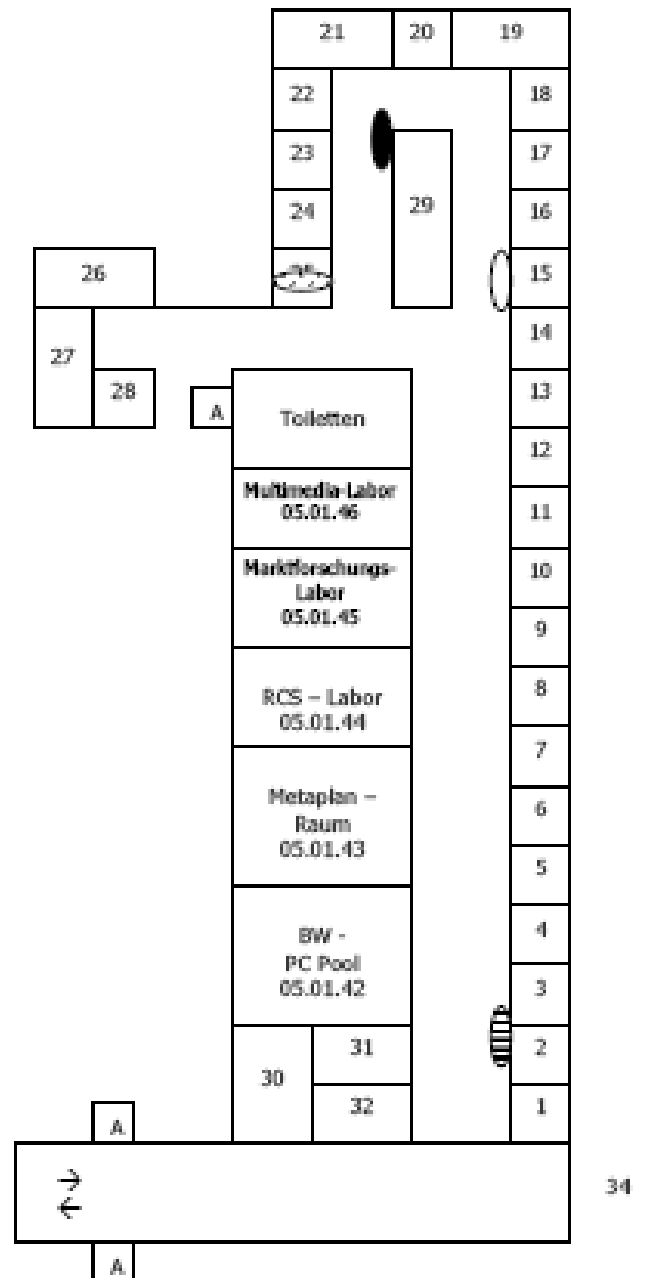 21 20 19
22 18
23 17
24 29 16
26 15
27 14
28 A Toiletten 13
12
Multimedia-Labor
05.01.46
11
Marktforschungs-
Labor
05.01.45
10
9
RCS – Labor
05.01.44
8
7
Metaplan –
Raum
05.01.43
6
5
BW -
PC Pool
05.01.42
4
3
30 31 2
32 1
A
→
←
34
A